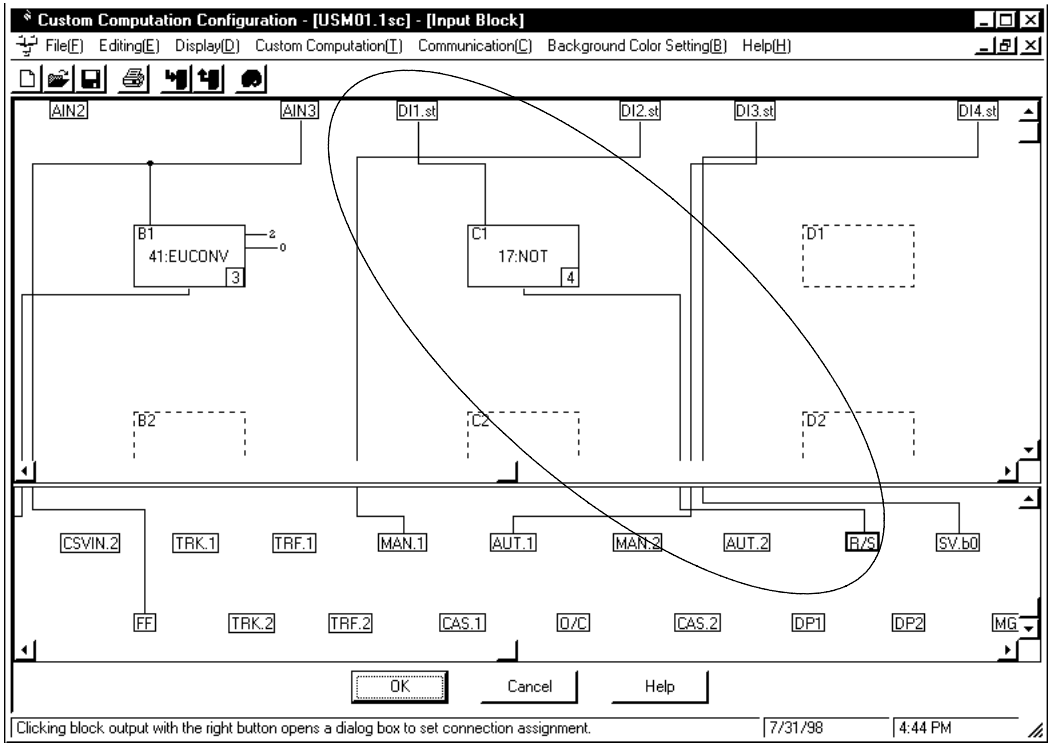 Custom Computation Configuration - [USM01.1sc] - [Input Block]
File(F) Editing(E) Display(D) Custom Computation(T) Communication(C) Background Color Setting(B) Help(H)
AIN2 AIN3 DI1.st DI2.st DI3.st DI4.st
B1 2 C1 D1
0
41:EUCONV 17:NOT
3 4
B2 C2 D2
CSVIN.2 TRK.1 TRF.1 MAN.1 AUT.1 MAN.2 AUT.2 R/S SV.b0
FF TRK.2 TRF.2 CAS.1 O/C CAS.2 DP1 DP2 MG
OK Cancel Help
Clicking block output with the right button opens a dialog box to set connection assignment. 7/31/98 4:44 PM